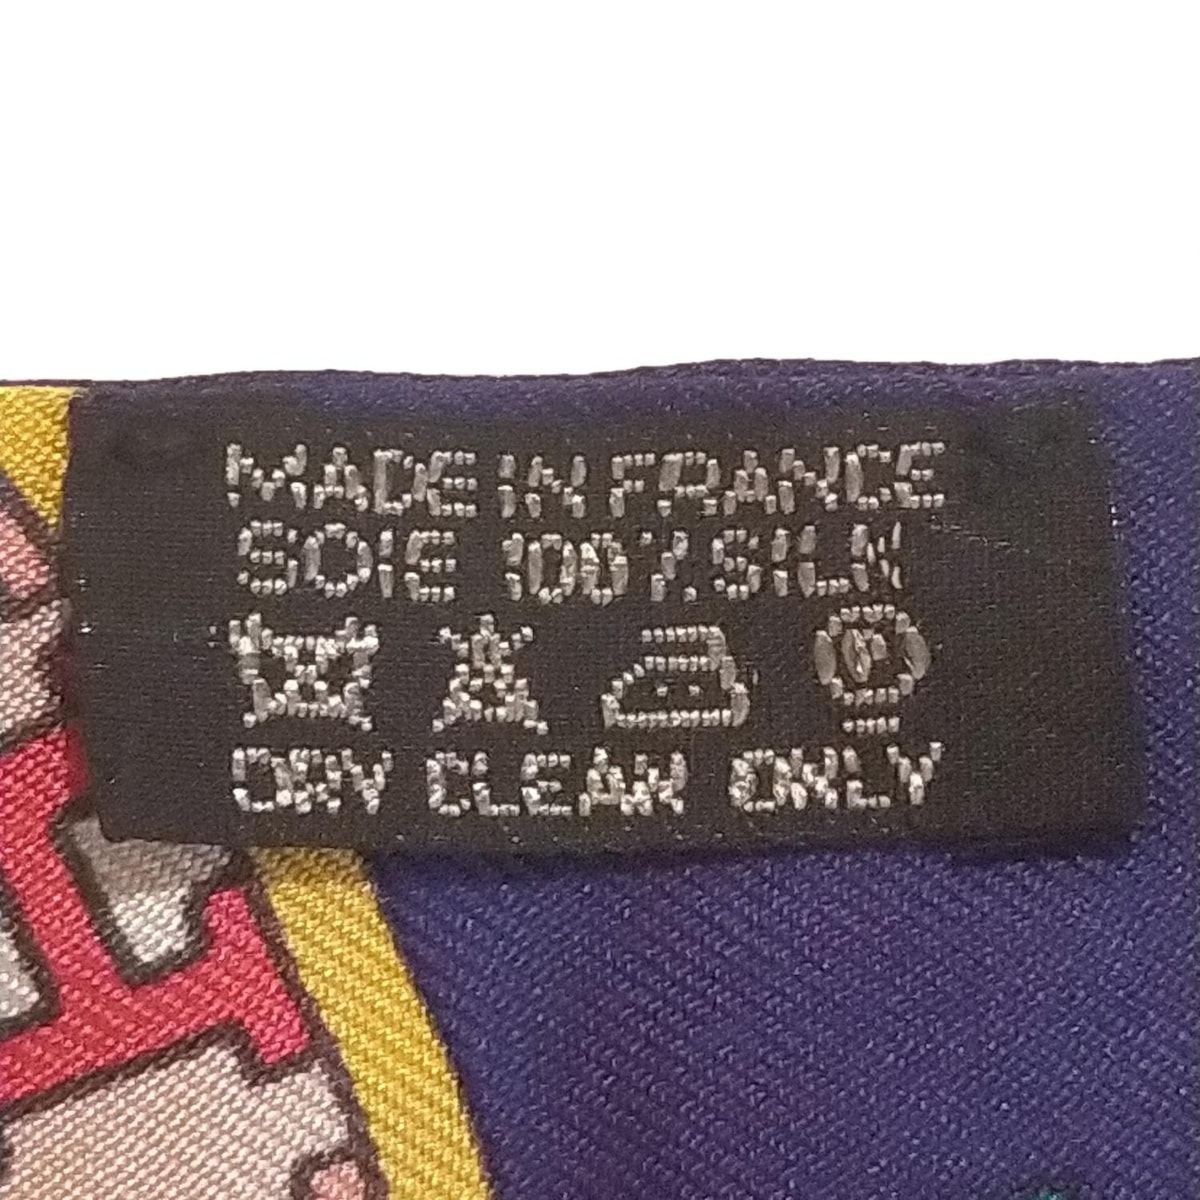 MADE IN FRANCE
SOIE 100% SILK
P
DRY CLEAN ONLY